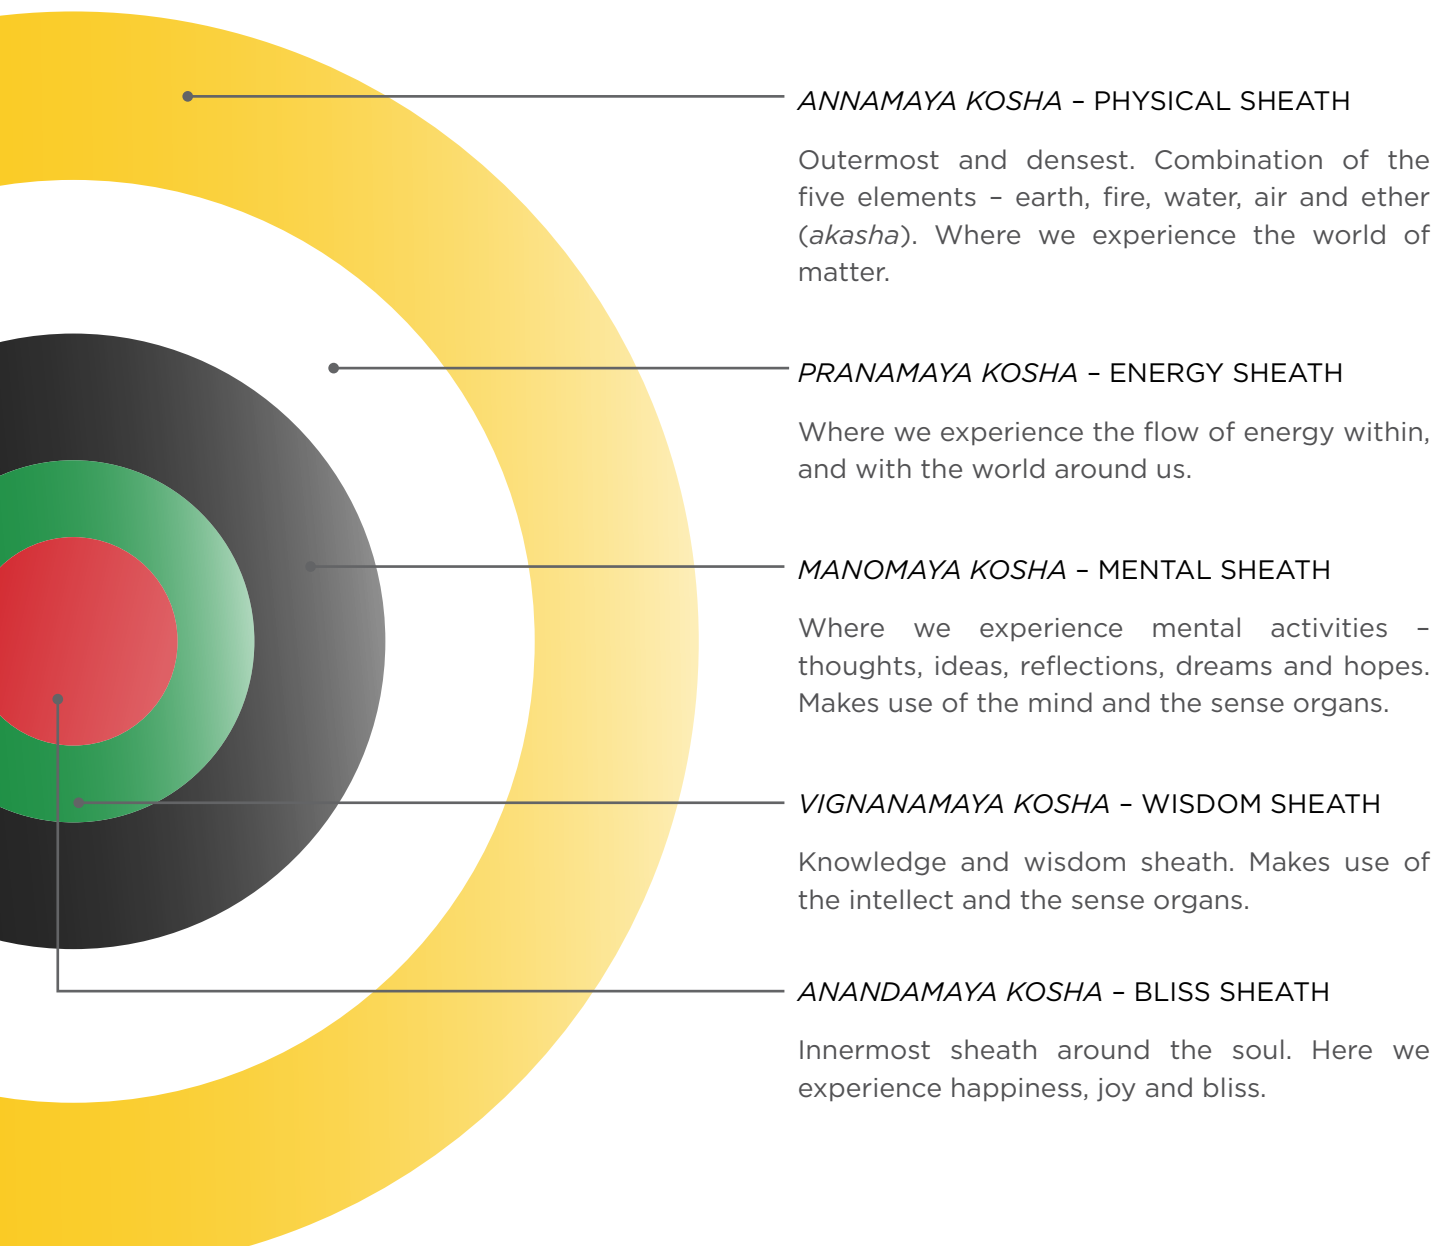 ANNAMAYA KOSHA – PHYSICAL SHEATH
Outermost and densest. Combination of the
five elements – earth, fire, water, air and ether
(akasha). Where we experience the world of
matter.
PRANAMAYA KOSHA – ENERGY SHEATH
Where we experience the flow of energy within,
and with the world around us.
MANOMAYA KOSHA – MENTAL SHEATH
Where we experience mental activities –
thoughts, ideas, reflections, dreams and hopes.
Makes use of the mind and the sense organs.
VIGNANAMAYA KOSHA – WISDOM SHEATH
Knowledge and wisdom sheath. Makes use of
the intellect and the sense organs.
ANANDAMAYA KOSHA – BLISS SHEATH
Innermost sheath around the soul. Here we
experience happiness, joy and bliss.